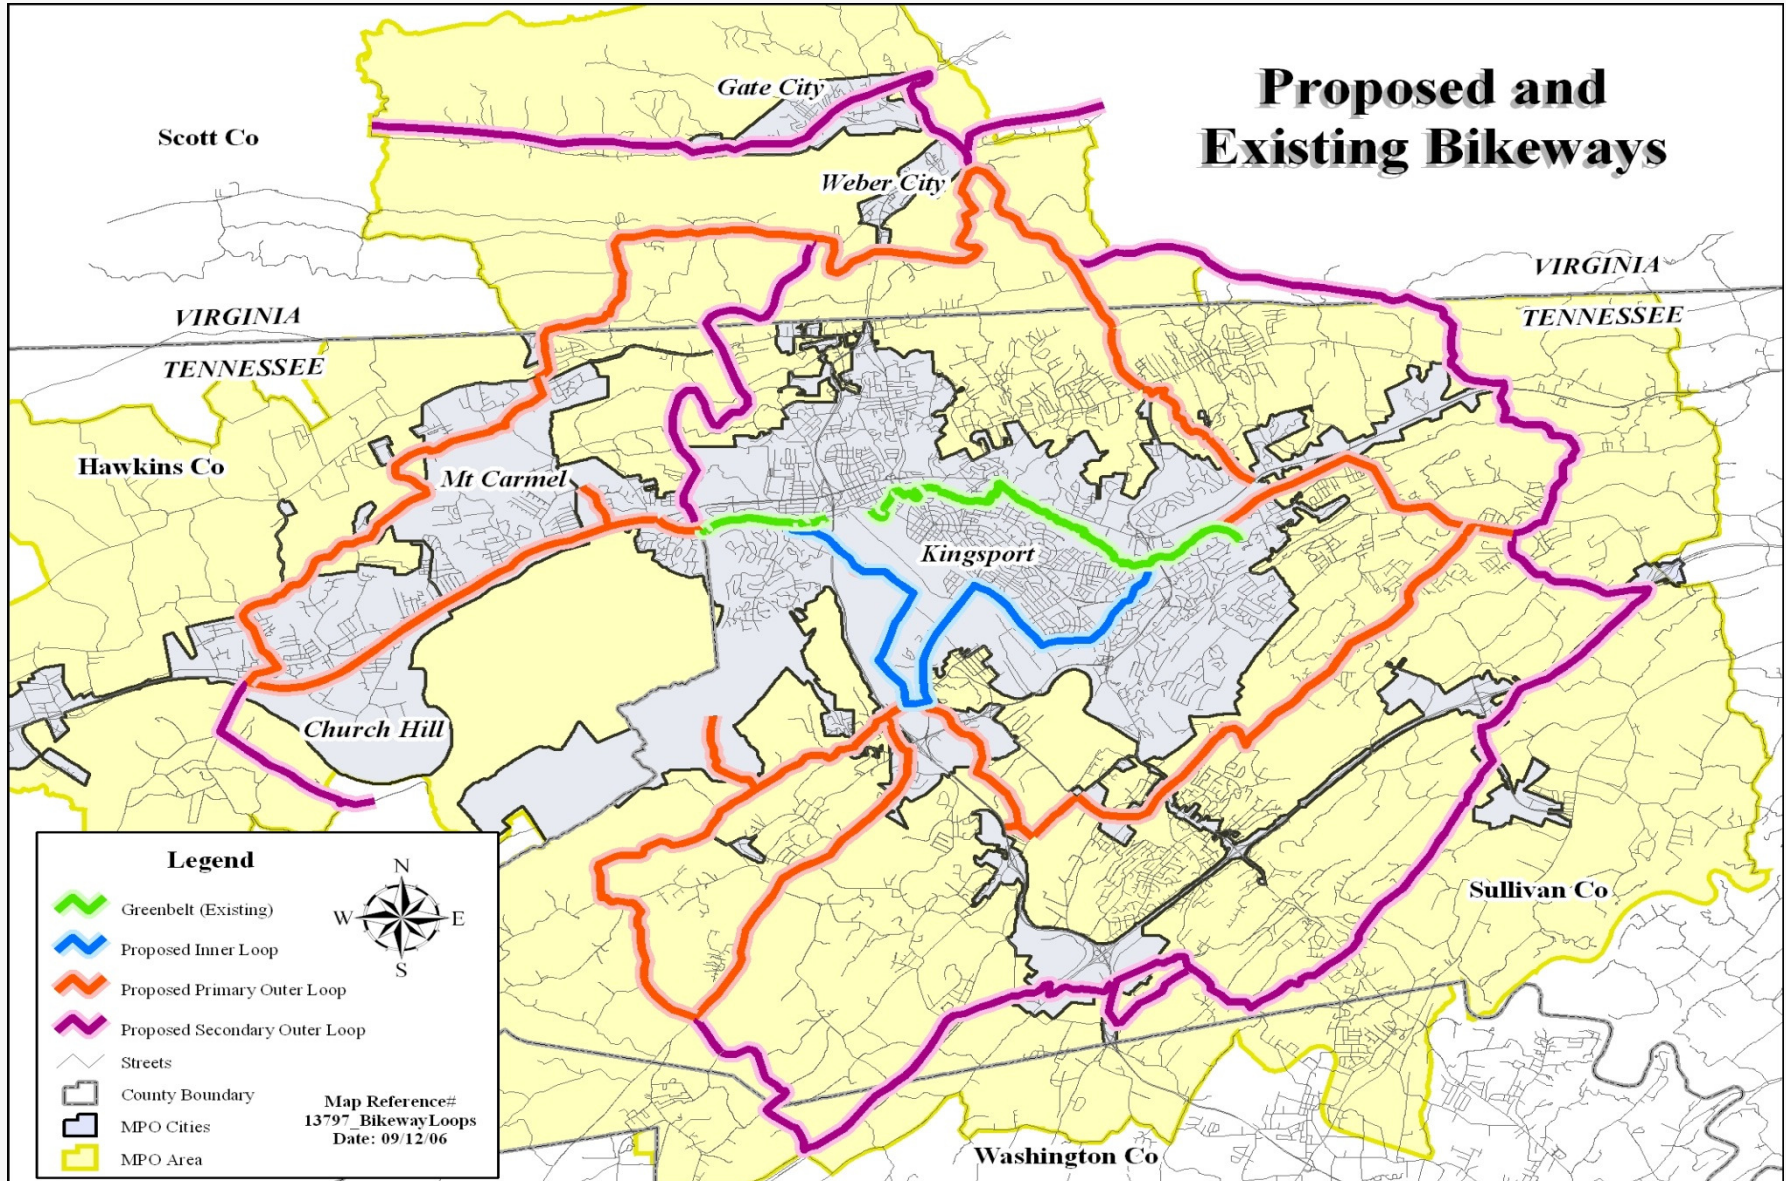 Proposed and
Existing Bikeways
Gate City
Scott Co
Weber City
VIRGINIA
TENNESSEE
VIRGINIA
TENNESSEE
Hawkins Co
Mt Carmel
Kingsport
Church Hill
Sullivan Co
Washington Co
Legend
N
W E
S
Greenbelt (Existing)
Proposed Inner Loop
Proposed Primary Outer Loop
Proposed Secondary Outer Loop
Streets
County Boundary
MPO Cities
MPO Area
Map Reference#
13797_BikewayLoops
Date: 09/12/06